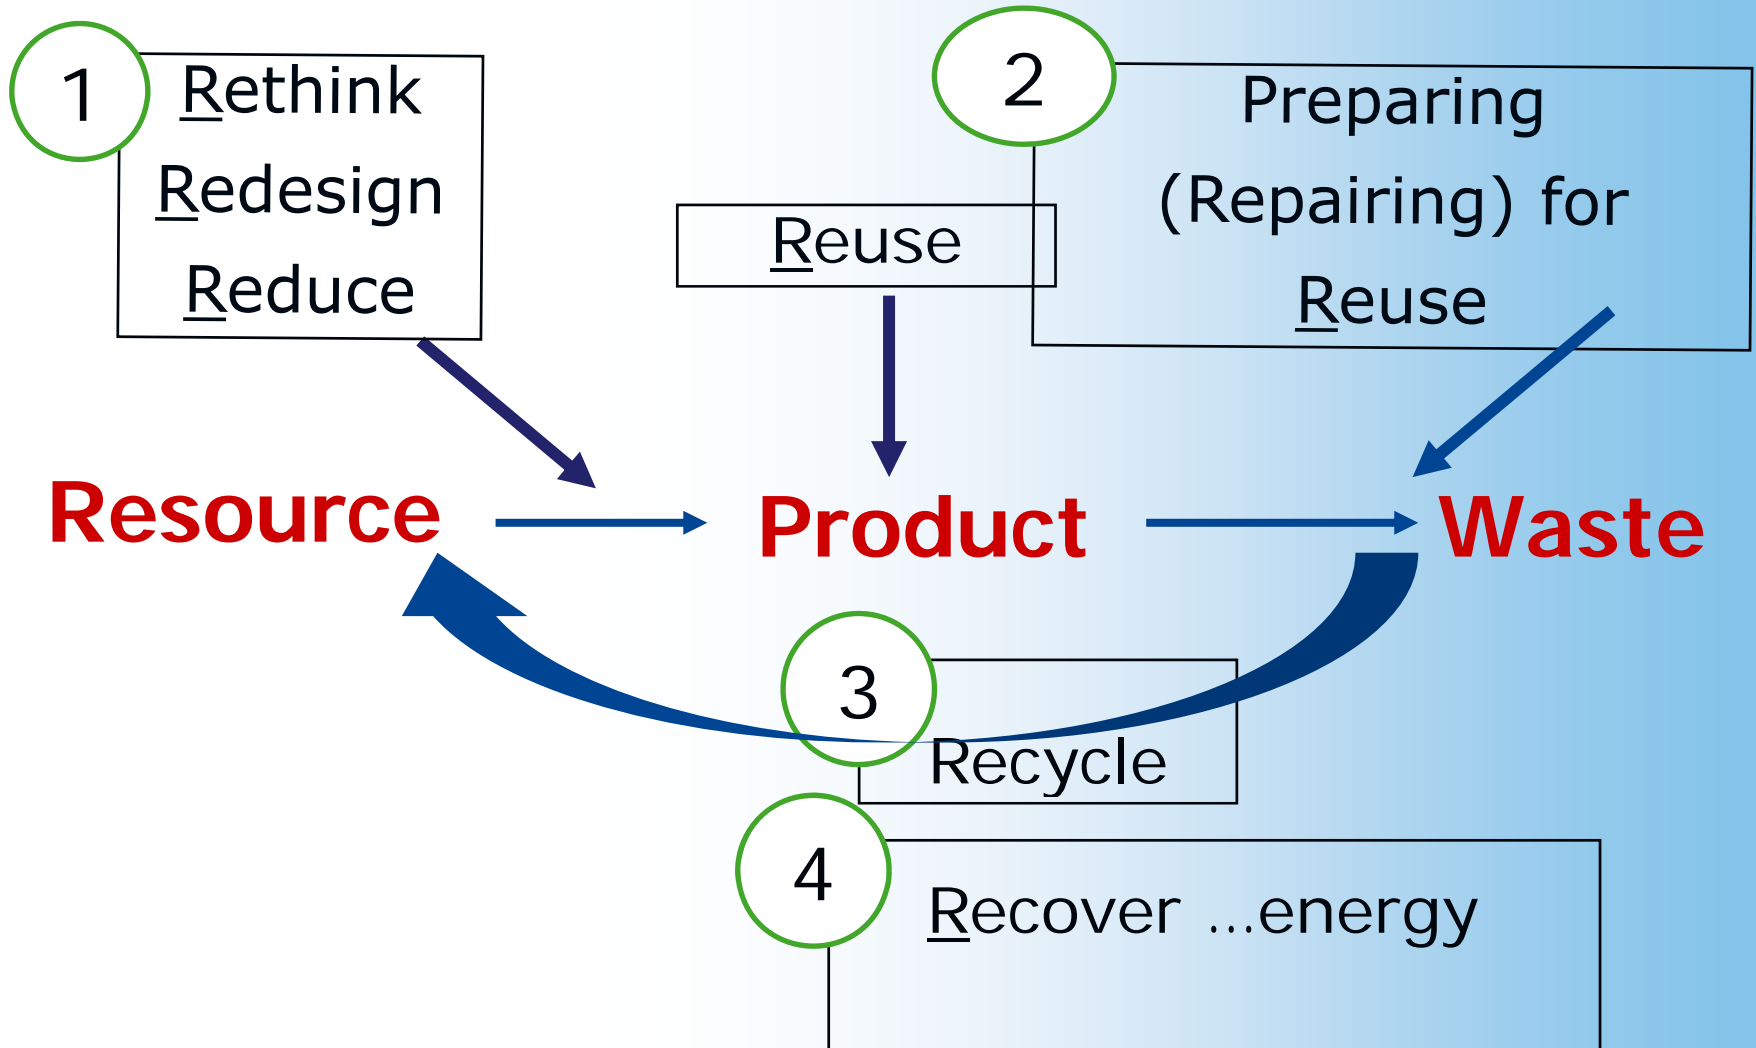 1
Rethink
Redesign
Reduce
2
Preparing
(Repairing) for
Reuse
Reuse
Resource
Product
Waste
3
Recycle
4
Recover ...energy